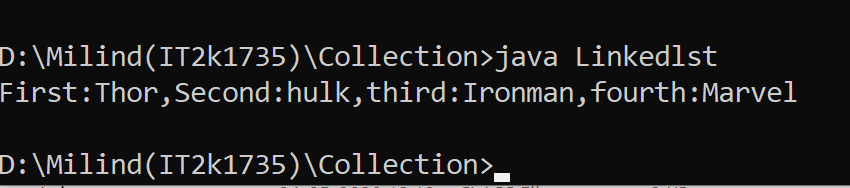 D:\Milind(IT2k1735)\Collection>java Linkedlst
First:Thor,Second:hulk,third:Ironman,fourth:Marvel
D:\Milind(IT2k1735)\Collection>